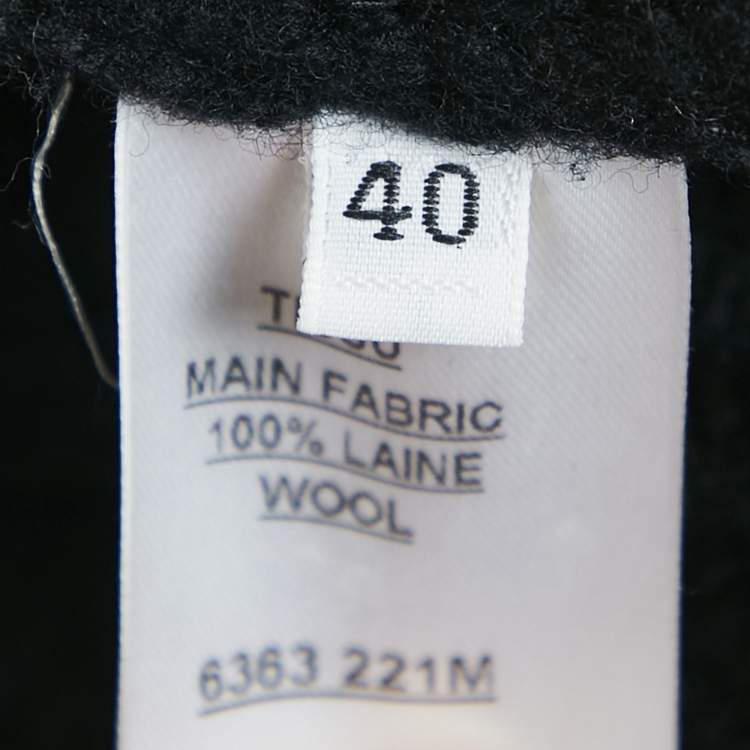 40
MAIN FABRIC
100% LAINE
WOOL
6363 221M